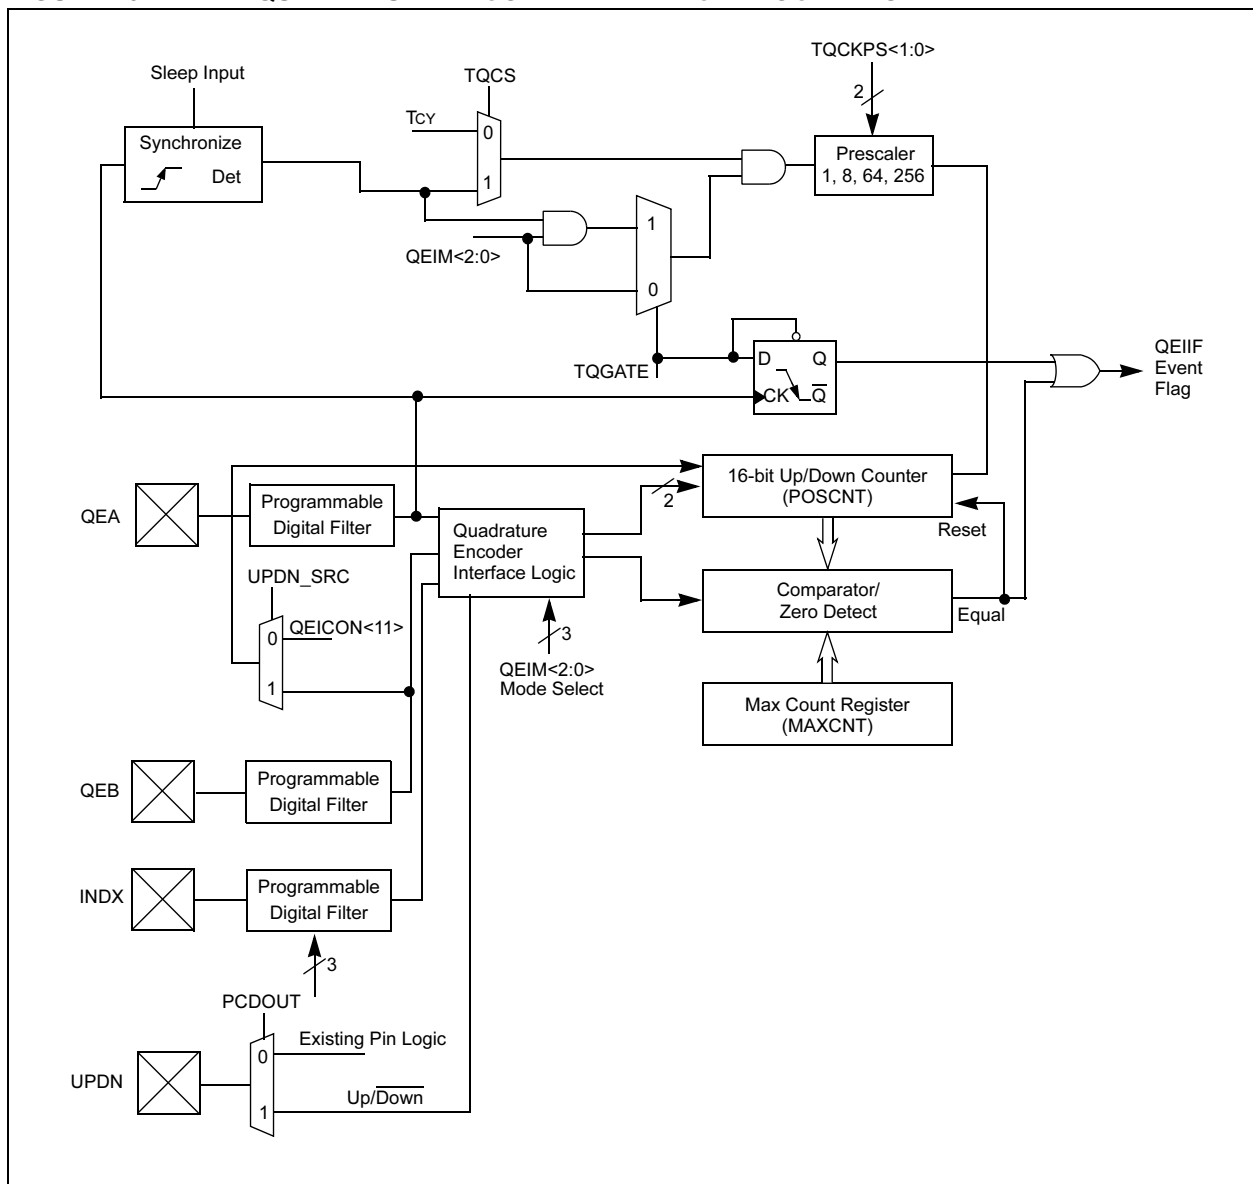 TQCKPS<1:0>
Sleep Input
TQCS
2
TCY
0
Synchronize
Det
1
Prescaler
1, 8, 64, 256
1
QEIM<2:0>
0
D Q
CK Q
TQGATE
QEIIF
Event
Flag
16-bit Up/Down Counter
(POSCNT)
2
Reset
QEA
Programmable
Digital Filter
Quadrature
Encoder
Interface Logic
UPDN_SRC
0
QEICON<11>
1
Comparator/
Zero Detect
Equal
3
QEIM<2:0>
Mode Select
Max Count Register
(MAXCNT)
QEB
Programmable
Digital Filter
INDX
Programmable
Digital Filter
3
PCDOUT
0
Existing Pin Logic
UPDN
1
Up/Down